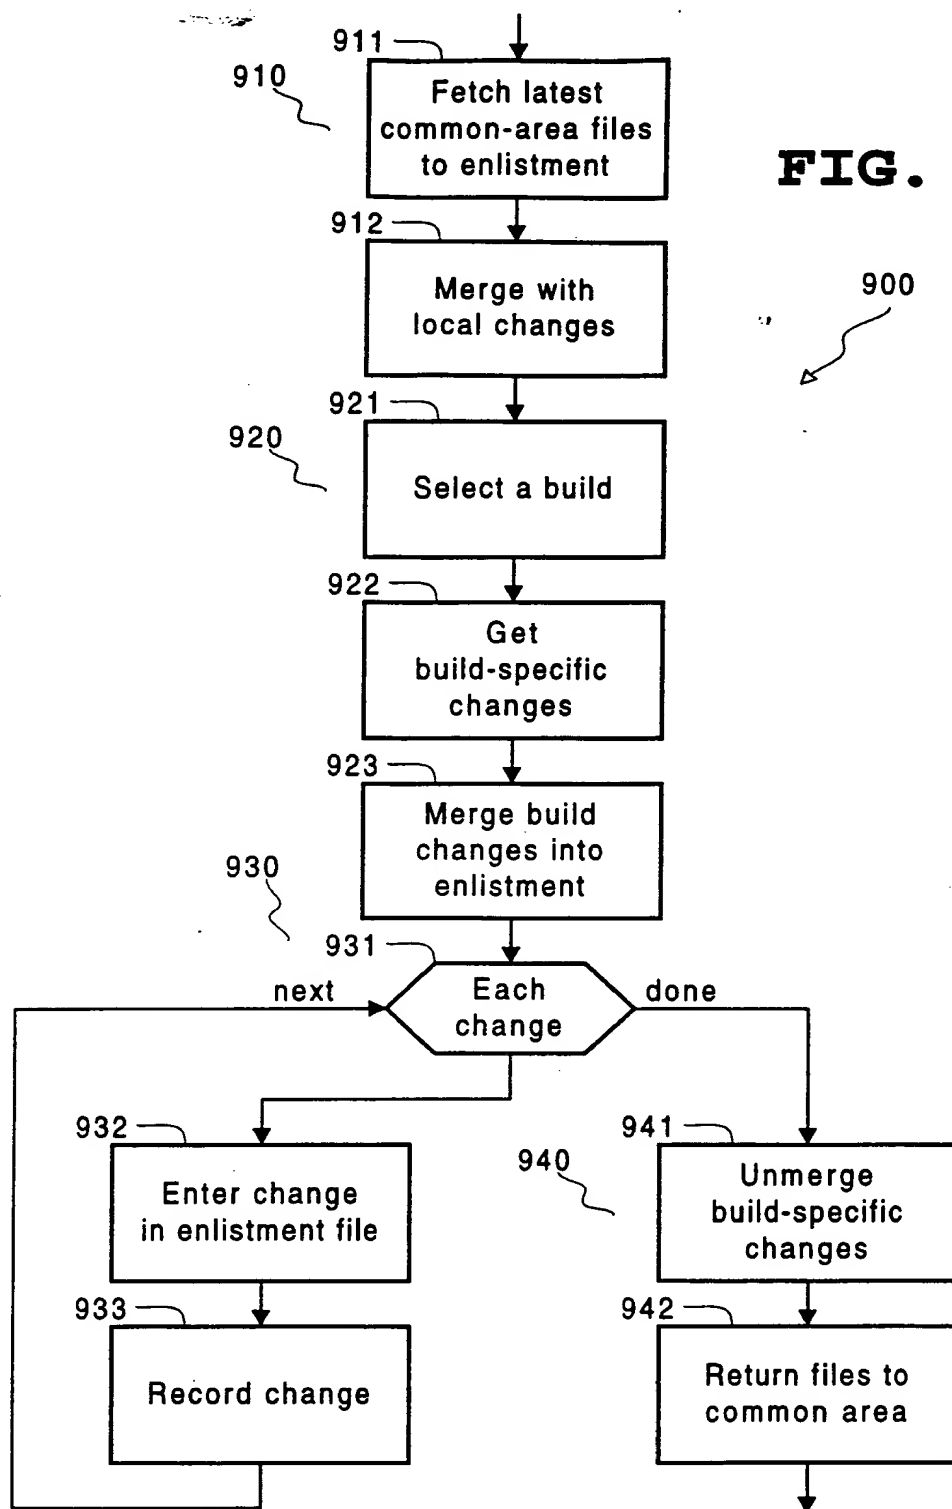 911
910
Fetch latest
common-area files
to enlistment
FIG.
912
Merge with
local changes
900
921
920
Select a build
922
Get
build-specific
changes
923
Merge build
changes into
enlistment
930
931
next
Each
change
done
932
Enter change
in enlistment file
940
941
Unmerge
build-specific
changes
933
Record change
942
Return files to
common area